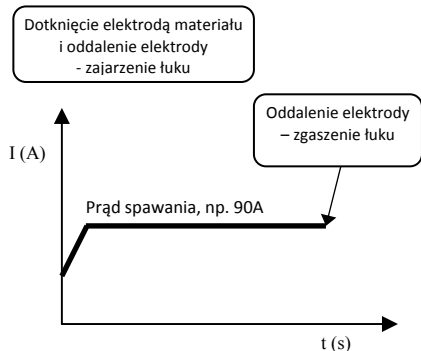 Dotknięcie elektrodą materiału
i oddalenie elektrody
- zajarzenie łuku
Oddalenie elektrody
– zgaszenie łuku
I (A)
Prąd spawania, np. 90A
t (s)